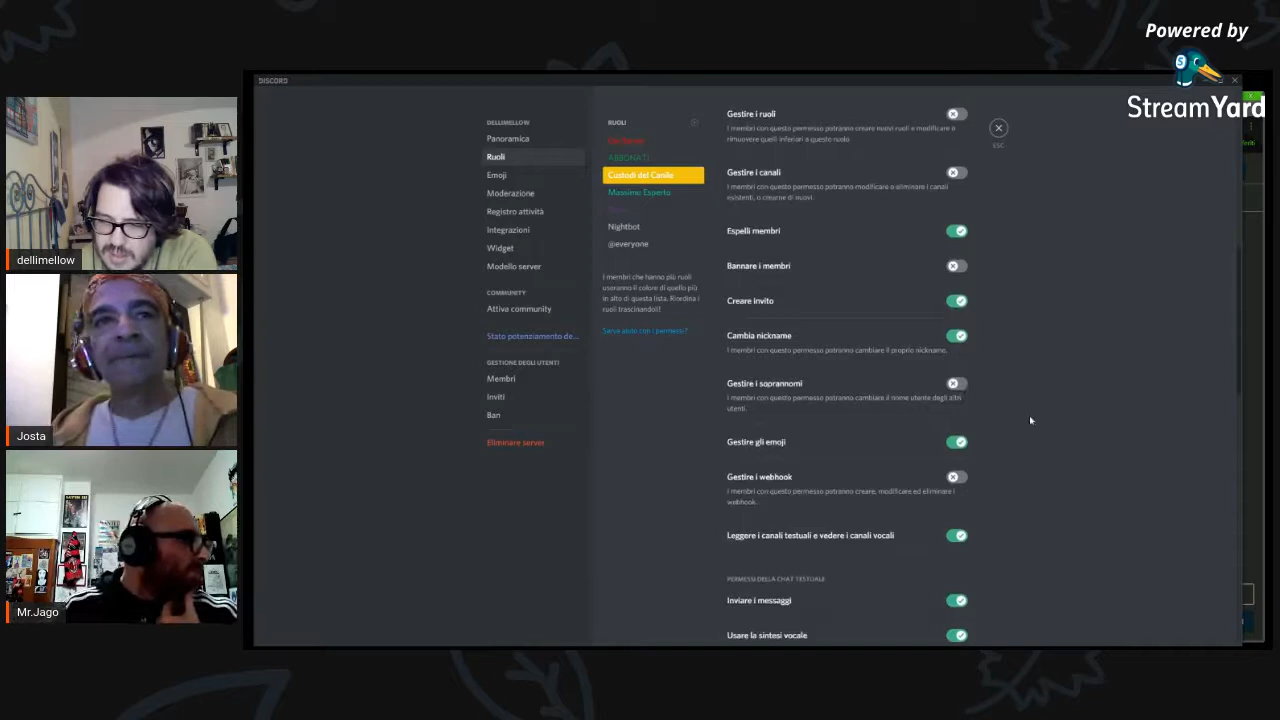 Powered by
StreamYard
DISCORD
dellimellow
Josta
Mr.Jago
DELLIMELLOW
Panoramica
Ruoli
Emoji
Moderazione
Registro attività
Integrazioni
Widget
Modello server
COMMUNITY
Attiva community
Stato potenziamento de...
GESTIONE DEGLI UTENTI
Membri
Inviti
Ban
Eliminare server
RUOLI
ABBONATI
Custodi del Canile
Massimo Esperto
Nightbot
@everyone
I membri che hanno più ruoli
useranno il colore di quello più
in alto di questa lista. Riordina i
ruoli trascinandoli!
Serve aiuto con i permessi?
Gestire i ruoli
I membri con questo permesso potranno creare nuovi ruoli e modificare o
rimuovere quelli inferiori a questo ruolo
Gestire i canali
I membri con questo permesso potranno modificare o eliminare i canali
esistenti, o crearne di nuovi.
Espelli membri
Bannare i membri
Creare invito
Cambia nickname
I membri con questo permesso potranno cambiare il proprio nickname.
Gestire i soprannomi
I membri con questo permesso potranno cambiare il nome utente degli altri
utenti.
Gestire gli emoji
Gestire i webhook
I membri con questo permesso potranno creare, modificare ed eliminare i
webhook.
Leggere i canali testuali e vedere i canali vocali
PERMESSI DELLA CHAT TESTUALE
Inviare i messaggi
Usare la sintesi vocale
ESC